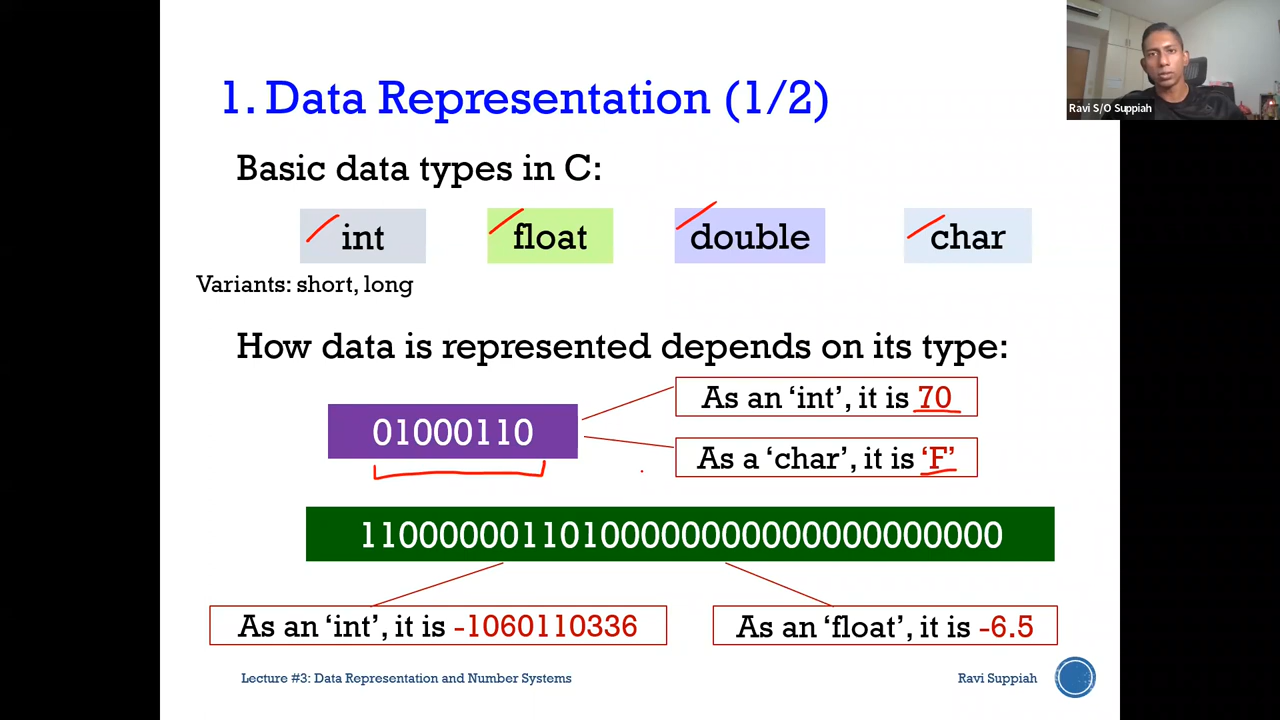 1. Data Representation (1/2)
Ravi S/O Suppiah
Basic data types in C:
int float double char
Variants: short, long
How data is represented depends on its type:
01000110
As an ‘int’, it is 70
As a ‘char’, it is ‘F’
11000000110100000000000000000000
As an ‘int’, it is -1060110336
As an ‘float’, it is -6.5
Lecture #3: Data Representation and Number Systems
Ravi Suppiah